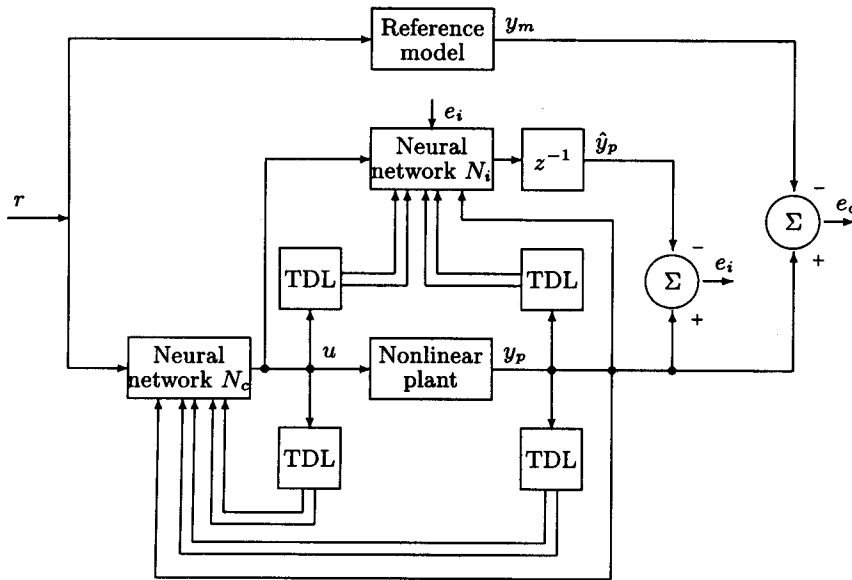 Reference
model
y_m
e_i
Neural
network N_i
z^{-1}
ŷ_p
r
−
Σ
e_c
+
TDL
TDL
−
Σ
e_i
+
Neural
network N_c
u
Nonlinear
plant
y_p
TDL
TDL